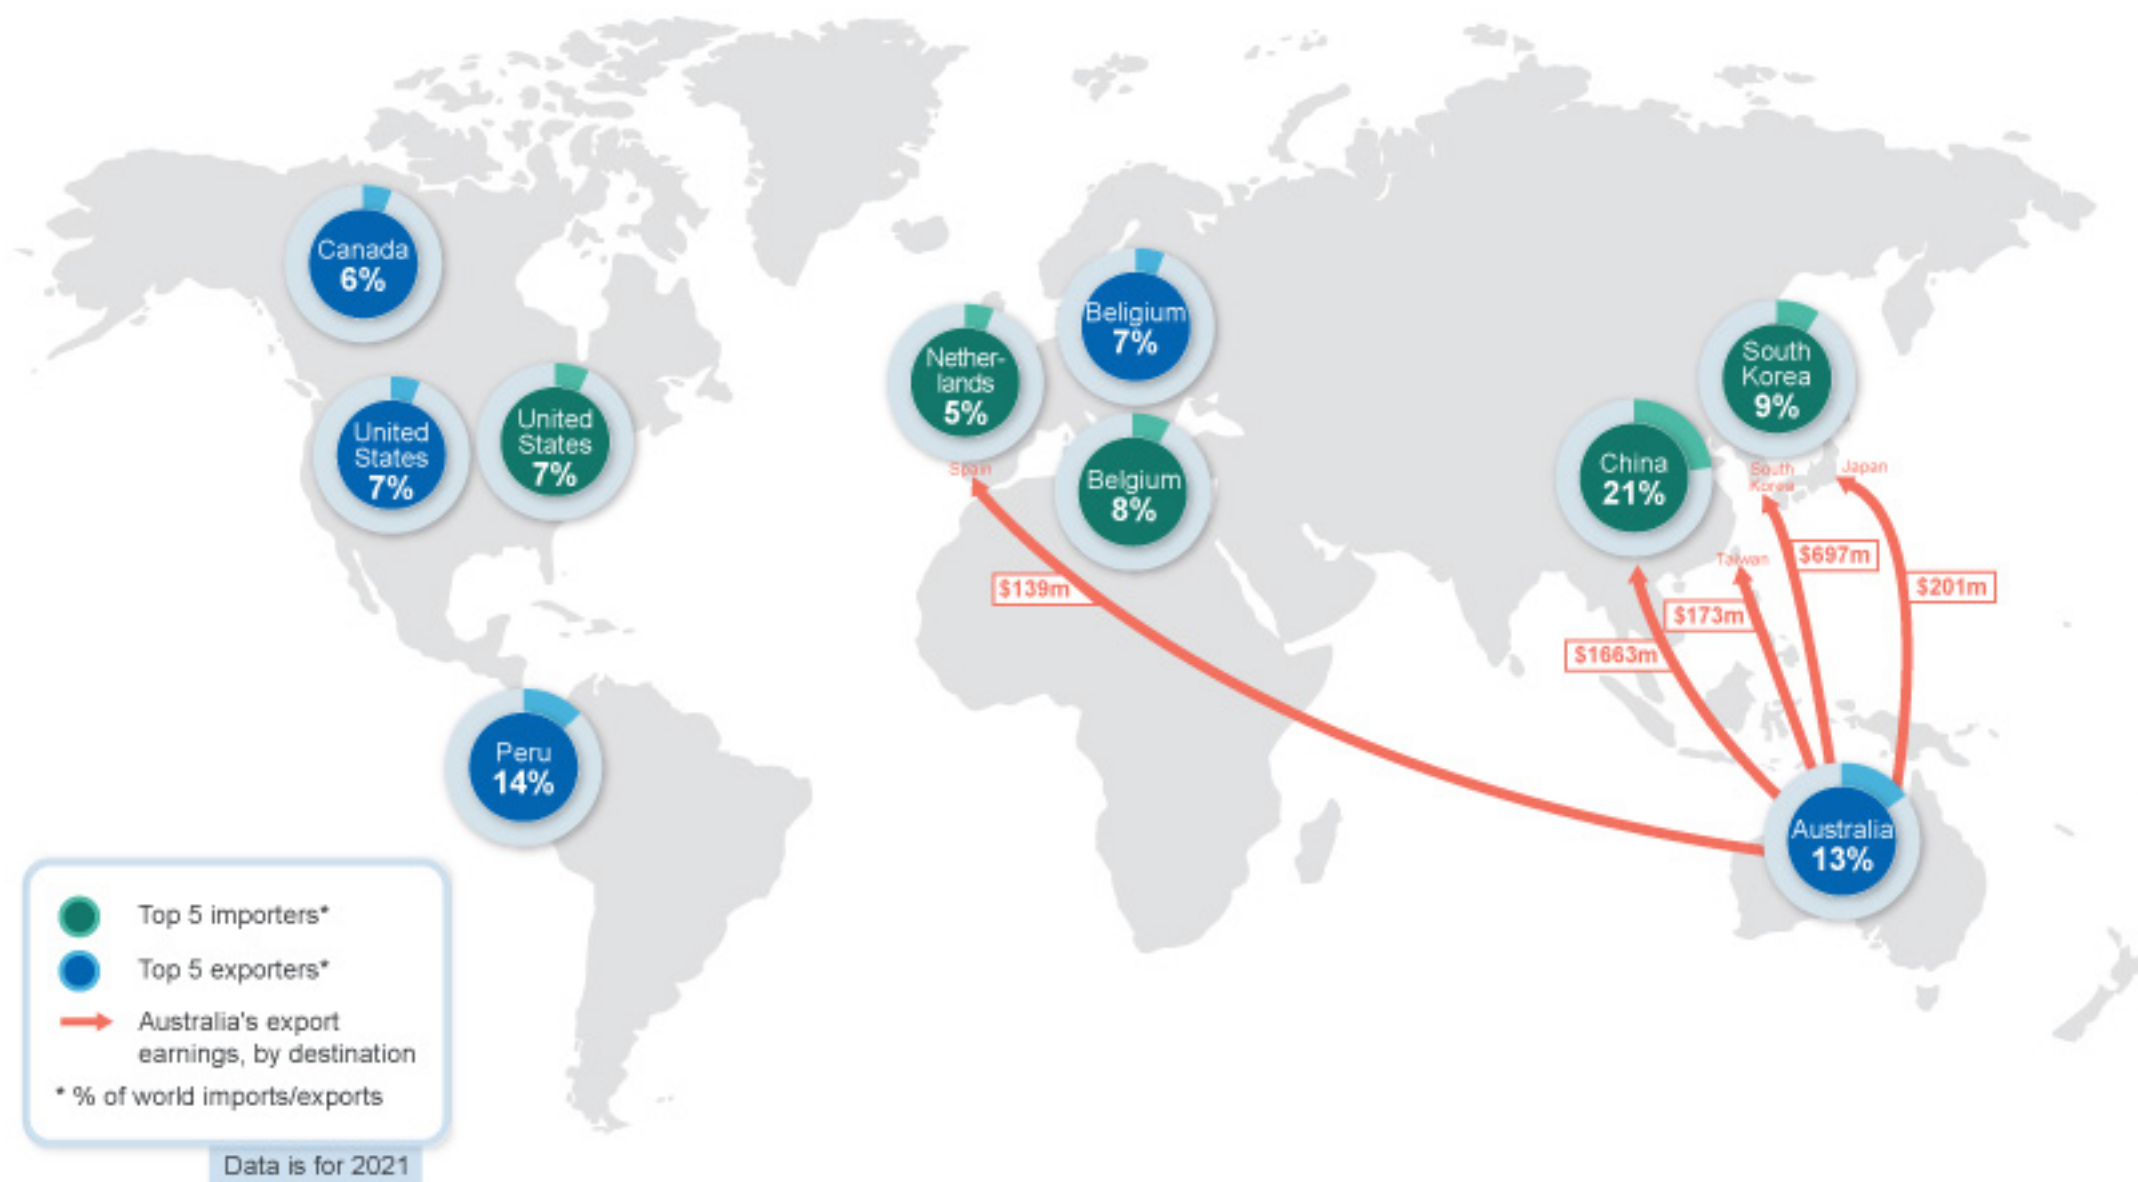 Canada
6%
United
States
7%
United
States
7%
Peru
14%
Nether-
lands
5%
Beligium
7%
Belgium
8%
Spain
$139m
China
21%
South
Korea
9%
South
Korea
Japan
Taiwan
$697m
$201m
$173m
$1663m
Australia
13%
Top 5 importers*
Top 5 exporters*
Australia's export
earnings, by destination
* % of world imports/exports
Data is for 2021